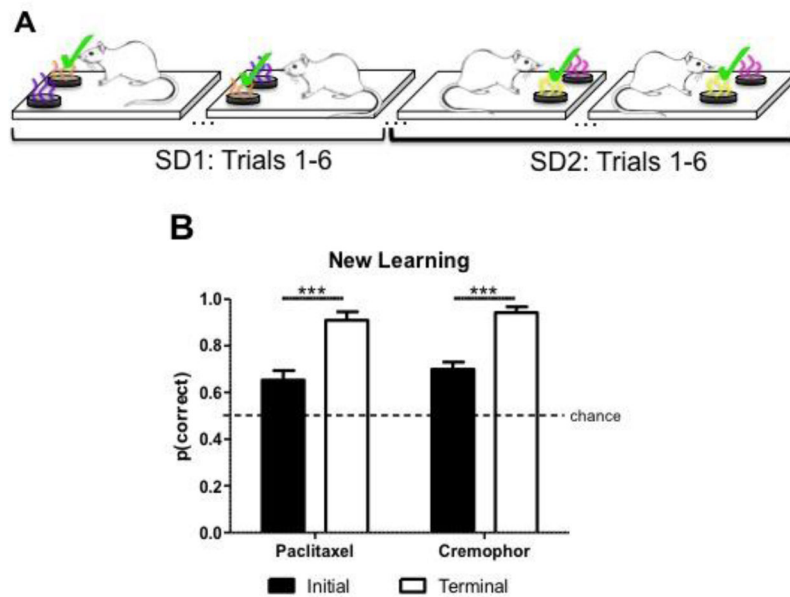 A
... ... ...
SD1: Trials 1-6
SD2: Trials 1-6
B
New Learning
*** ***
1.0
0.8
0.6
0.4
0.2
0.0
p(correct)
chance
Paclitaxel Cremophor
Initial Terminal